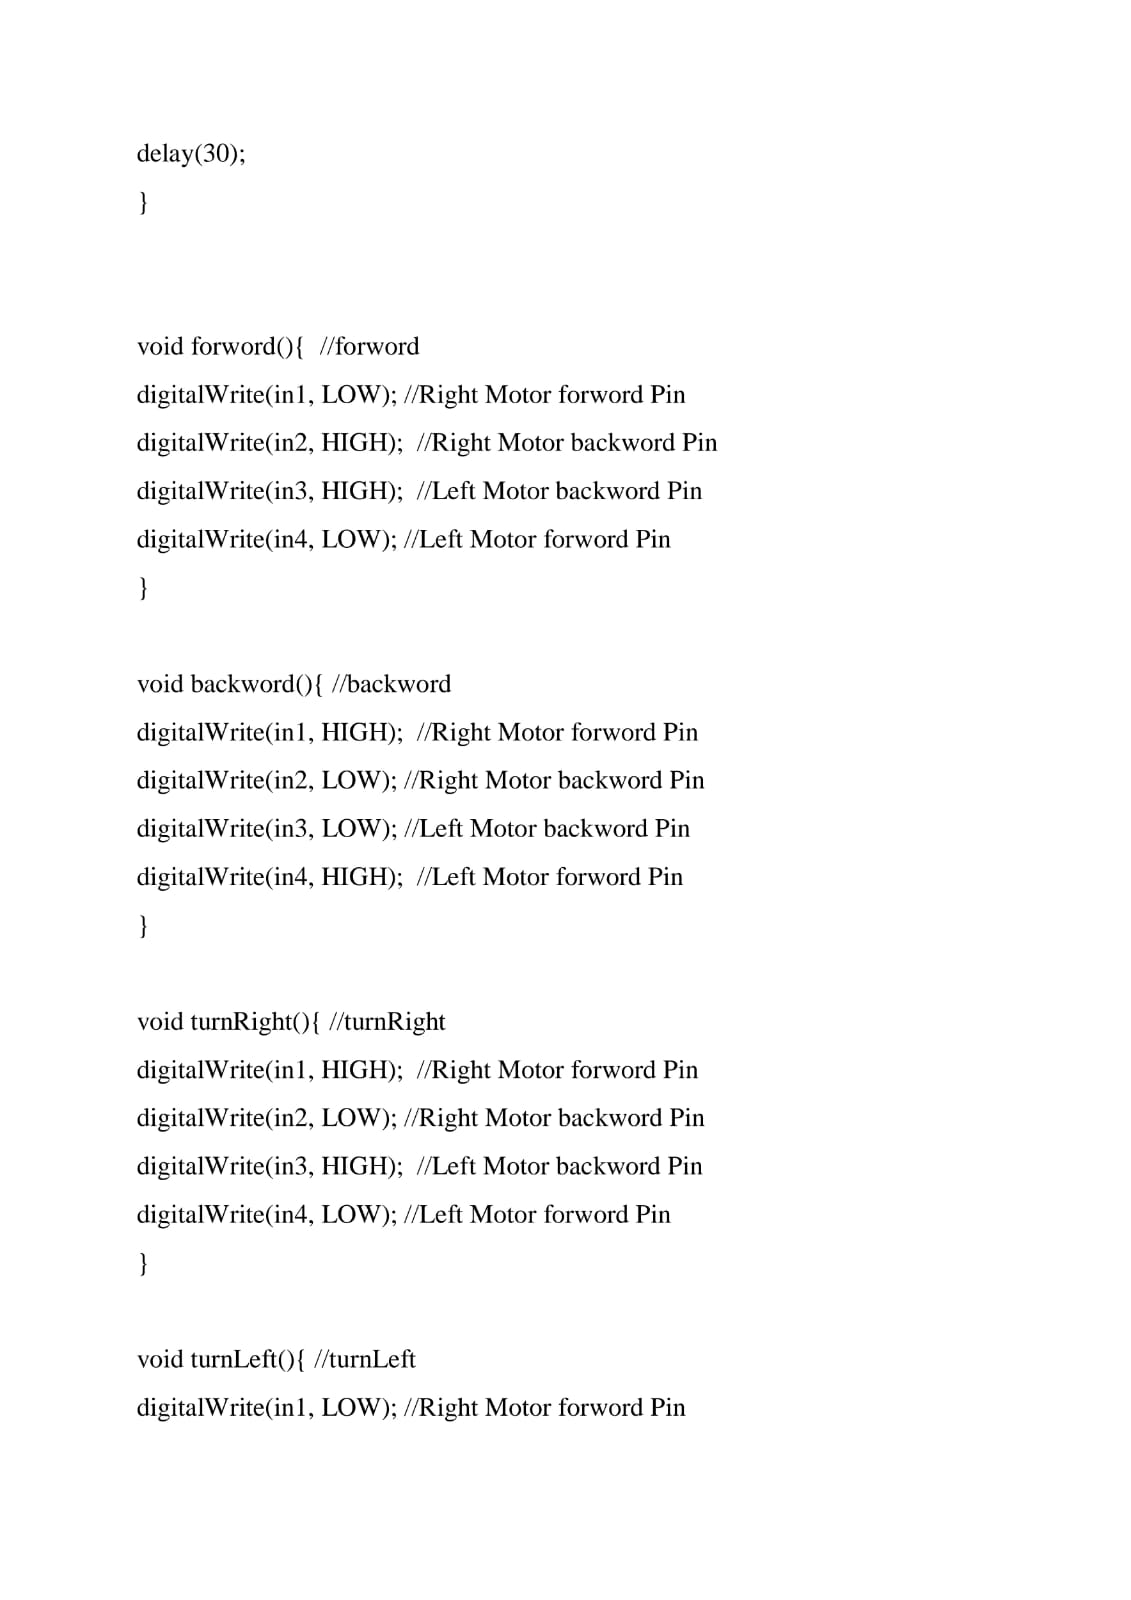 delay(30);
}
void forword(){  //forword
digitalWrite(in1, LOW); //Right Motor forword Pin
digitalWrite(in2, HIGH);  //Right Motor backword Pin
digitalWrite(in3, HIGH);  //Left Motor backword Pin
digitalWrite(in4, LOW); //Left Motor forword Pin
}
void backword(){ //backword
digitalWrite(in1, HIGH);  //Right Motor forword Pin
digitalWrite(in2, LOW); //Right Motor backword Pin
digitalWrite(in3, LOW); //Left Motor backword Pin
digitalWrite(in4, HIGH);  //Left Motor forword Pin
}
void turnRight(){ //turnRight
digitalWrite(in1, HIGH);  //Right Motor forword Pin
digitalWrite(in2, LOW); //Right Motor backword Pin
digitalWrite(in3, HIGH);  //Left Motor backword Pin
digitalWrite(in4, LOW); //Left Motor forword Pin
}
void turnLeft(){ //turnLeft
digitalWrite(in1, LOW); //Right Motor forword Pin